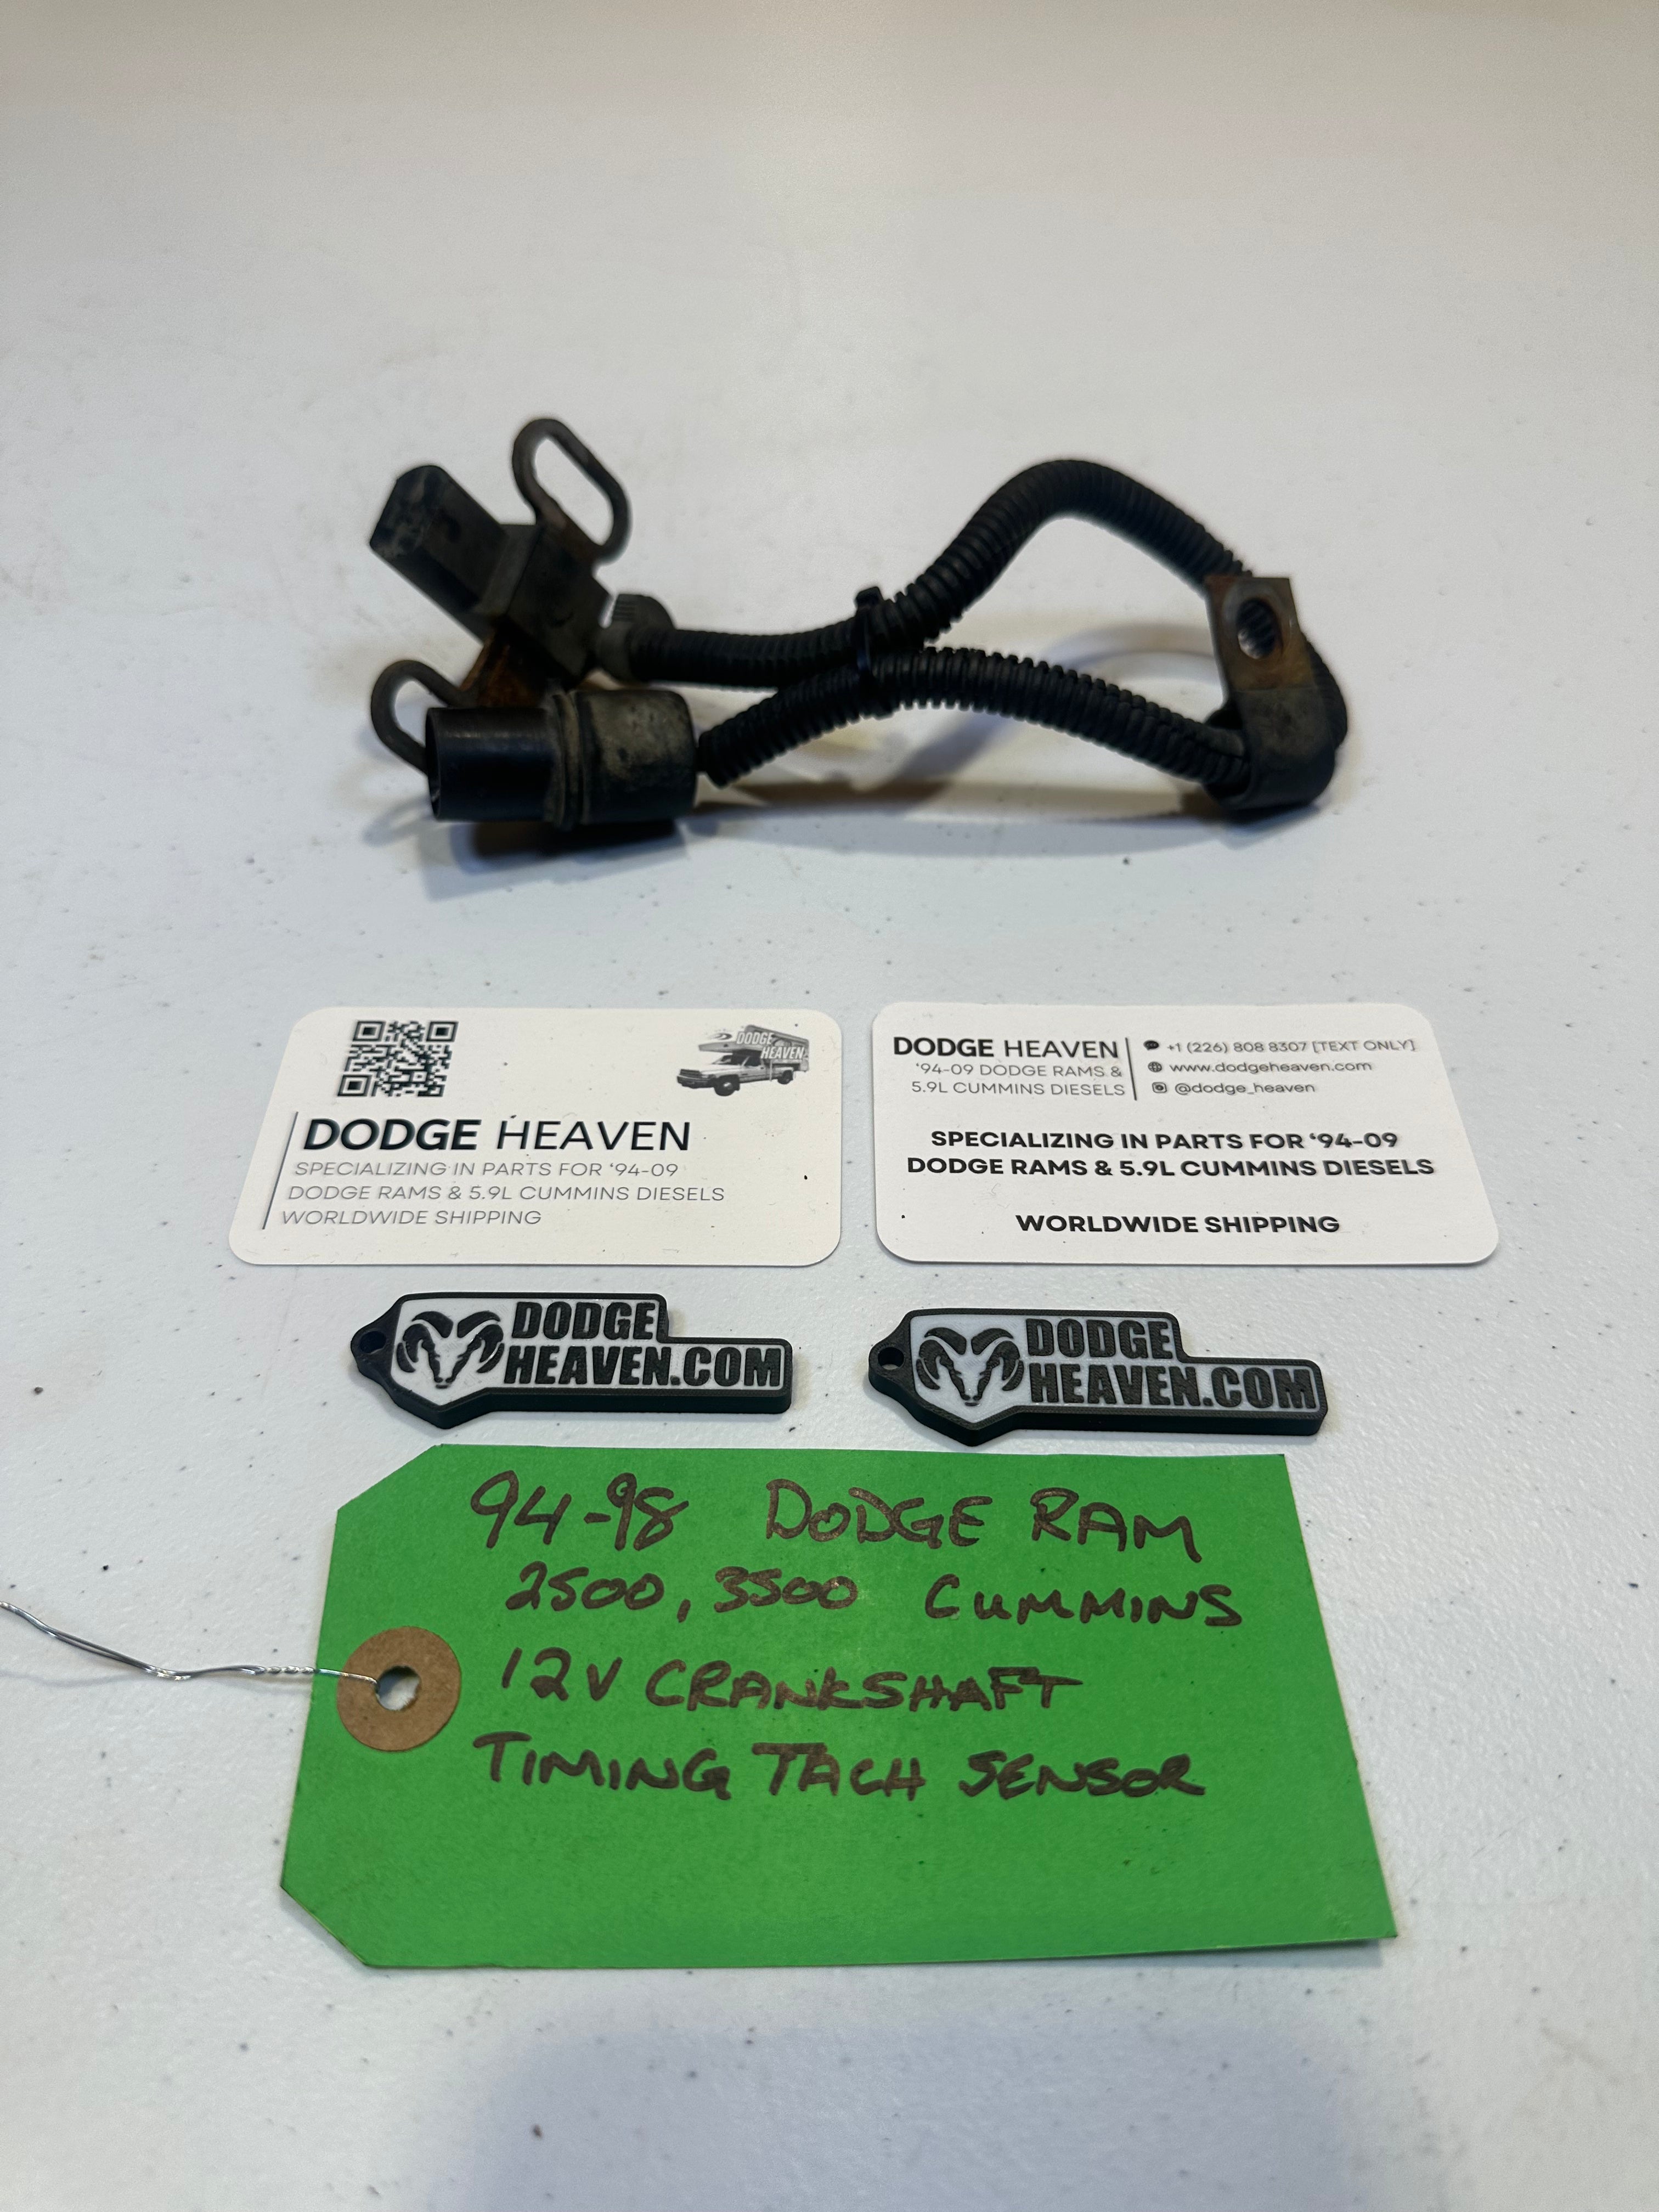 DODGE
HEAVEN
DODGE HEAVEN
SPECIALIZING IN PARTS FOR '94-09
DODGE RAMS & 5.9L CUMMINS DIESELS
WORLDWIDE SHIPPING
DODGE HEAVEN
'94-09 DODGE RAMS &
5.9L CUMMINS DIESELS
+1 (226) 808 8307 [TEXT ONLY]
www.dodgeheaven.com
@dodge_heaven
SPECIALIZING IN PARTS FOR '94-09
DODGE RAMS & 5.9L CUMMINS DIESELS
WORLDWIDE SHIPPING
DODGE
HEAVEN.COM
DODGE
HEAVEN.COM
94-98 DODGE RAM
2500, 3500 CUMMINS
12V CRANKSHAFT
TIMING TACH SENSOR